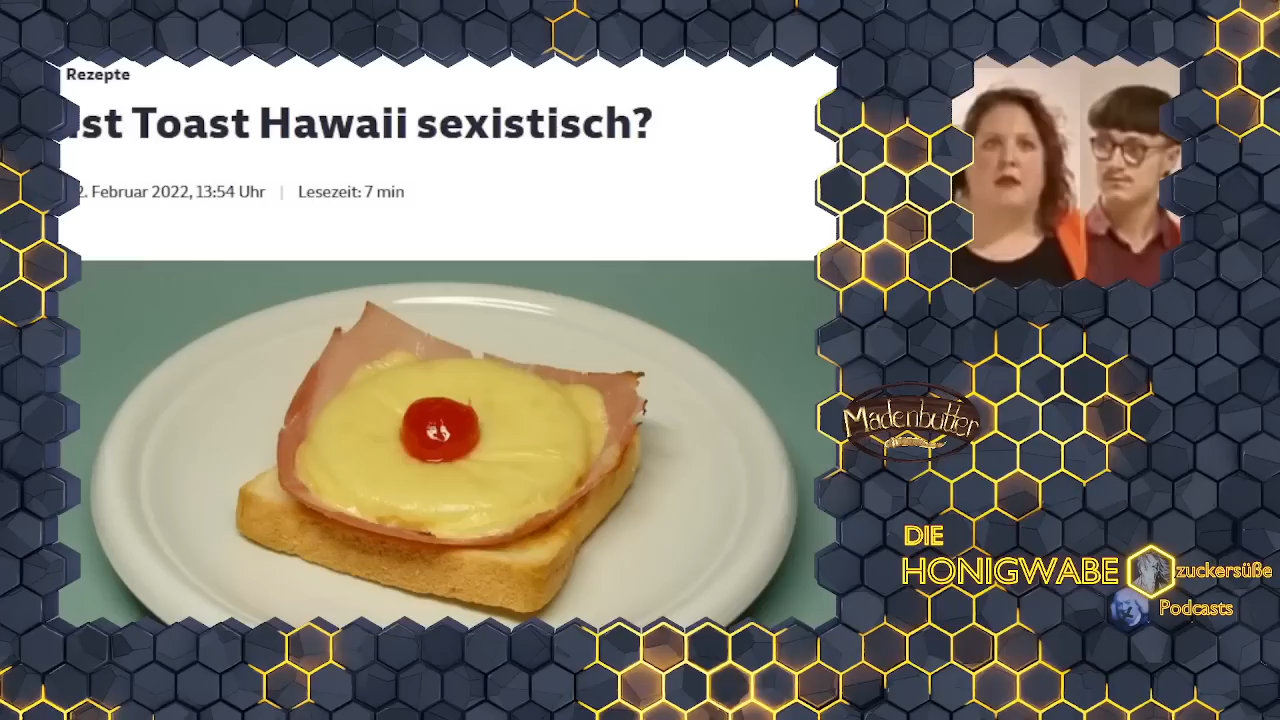 Rezepte
Ist Toast Hawaii sexistisch?
2. Februar 2022, 13:54 Uhr | Lesezeit: 7 min
Madenbutter
DIE
HONIGWABE
zuckersüße
Podcasts